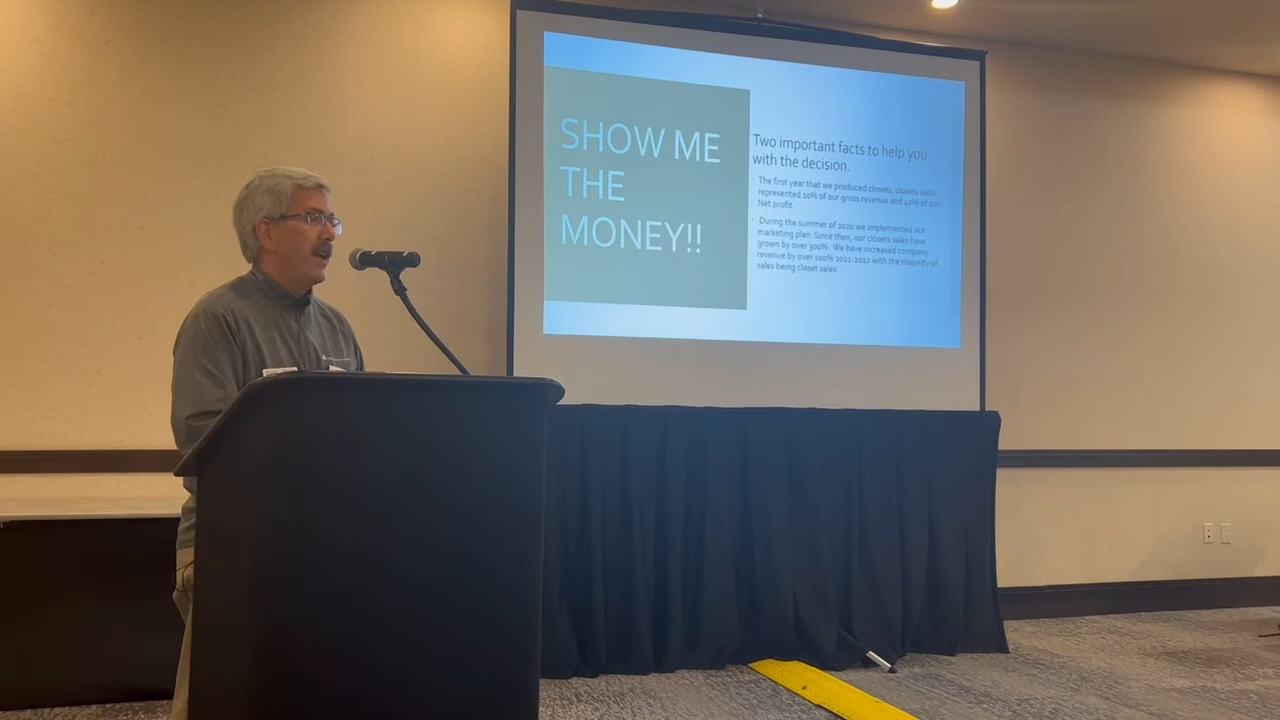 SHOW ME
THE
MONEY!!
Two important facts to help you
with the decision.
The first year that we produced closets, closets sales
represented 10% of our gross revenue and 40% of our
Net profit.
During the summer of 2020 we implemented our
marketing plan. Since then, our closets sales have
grown by over 300%. We have increased company
revenue by over 100% 2021-2022 with the majority of
sales being closet sales